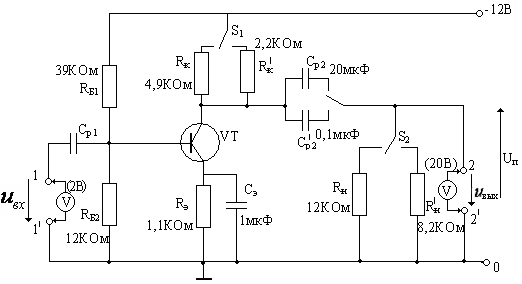 -12В
S1
Rк
2,2КОм
Rк'
4,9КОм
Cр2
20мкФ
39КОм
RБ1
Cр1
VT
Cр2'
0,1мкФ
S2
Uп
1
(2В)
V
uвх
1'
RБ2
12КОм
Rэ
1,1КОм
Cэ
1мкФ
Rн
12КОм
Rн'
8,2КОм
(20В)
V
2
uвых
2'
0